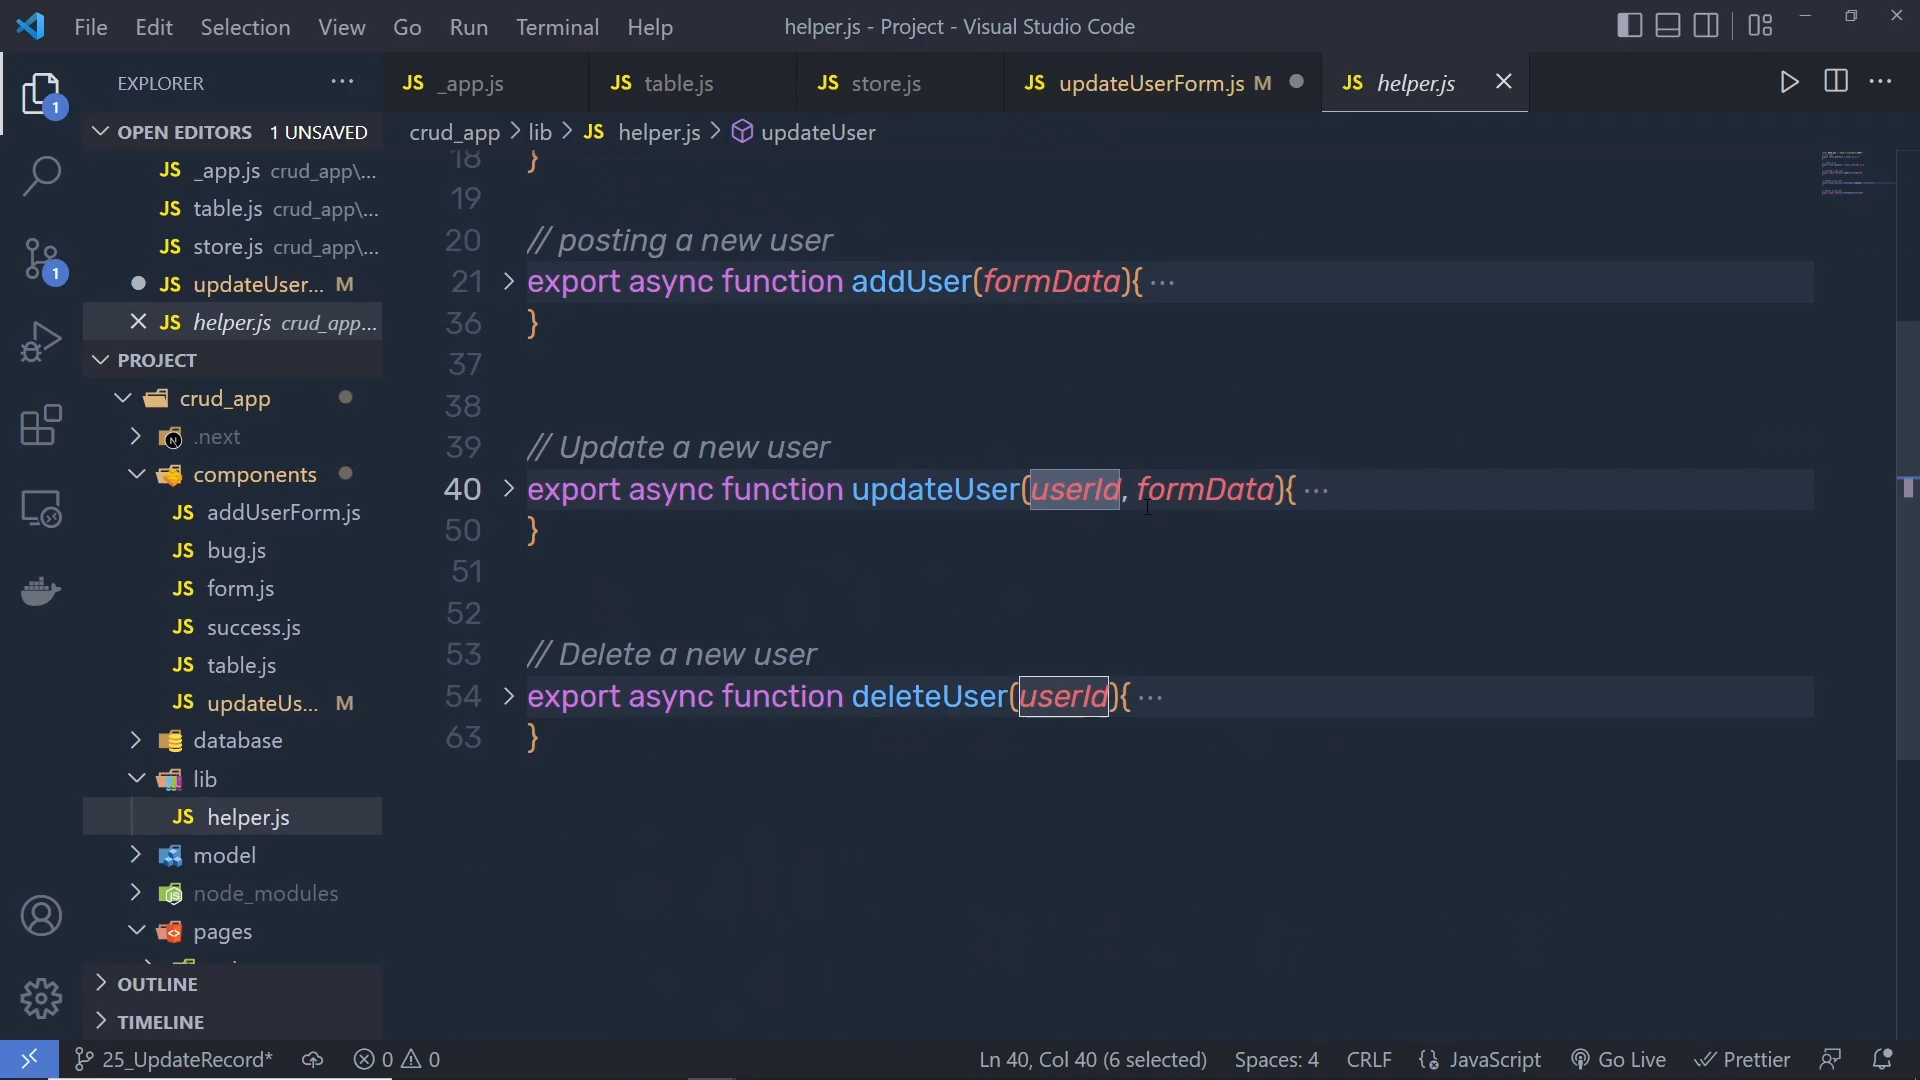 File Edit Selection View Go Run Terminal Help
helper.js - Project - Visual Studio Code
EXPLORER ···
1
JS _app.js
JS table.js
JS store.js
JS updateUserForm.js M
JS helper.js
OPEN EDITORS 1 UNSAVED
JS _app.js crud_app\...
JS table.js crud_app\...
JS store.js crud_app\...
JS updateUser... M
JS helper.js crud_app...
PROJECT
crud_app
.next
components
JS addUserForm.js
JS bug.js
JS form.js
JS success.js
JS table.js
JS updateUs... M
database
lib
JS helper.js
model
node_modules
pages
OUTLINE
TIMELINE
1
crud_app > lib > JS helper.js > updateUser
18 }
19
20 // posting a new user
21 export async function addUser(formData){ ···
36 }
37
38
39 // Update a new user
40 export async function updateUser(userId, formData){ ···
50 }
51
52
53 // Delete a new user
54 export async function deleteUser(userId){ ···
63 }
25_UpdateRecord* 0 0
Ln 40, Col 40 (6 selected) Spaces: 4 CRLF {} JavaScript Go Live Prettier